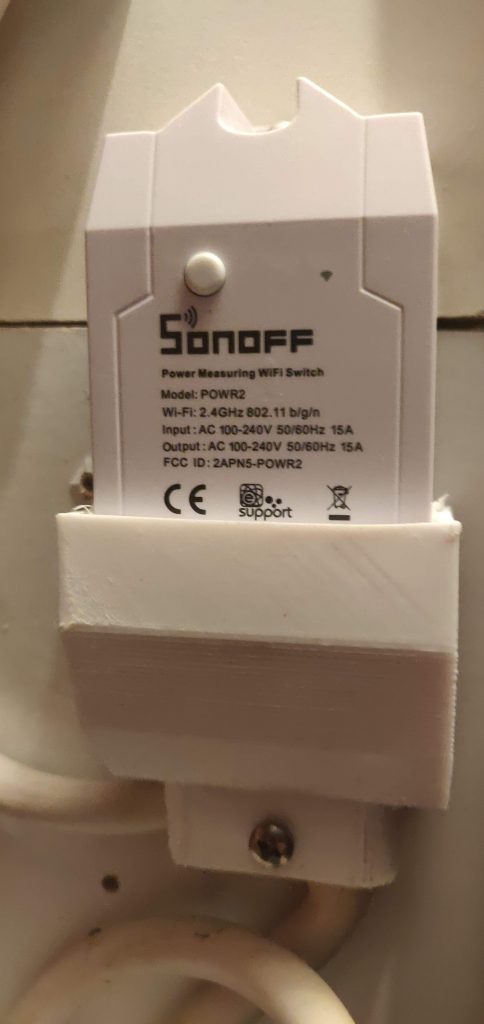 SONOFF
Power Measuring WiFi Switch
Model: POWR2
Wi-Fi: 2.4GHz 802.11 b/g/n
Input: AC 100-240V 50/60Hz 15A
Output: AC 100-240V 50/60Hz 15A
FCC ID: 2APN5-POWR2
CE
e
support